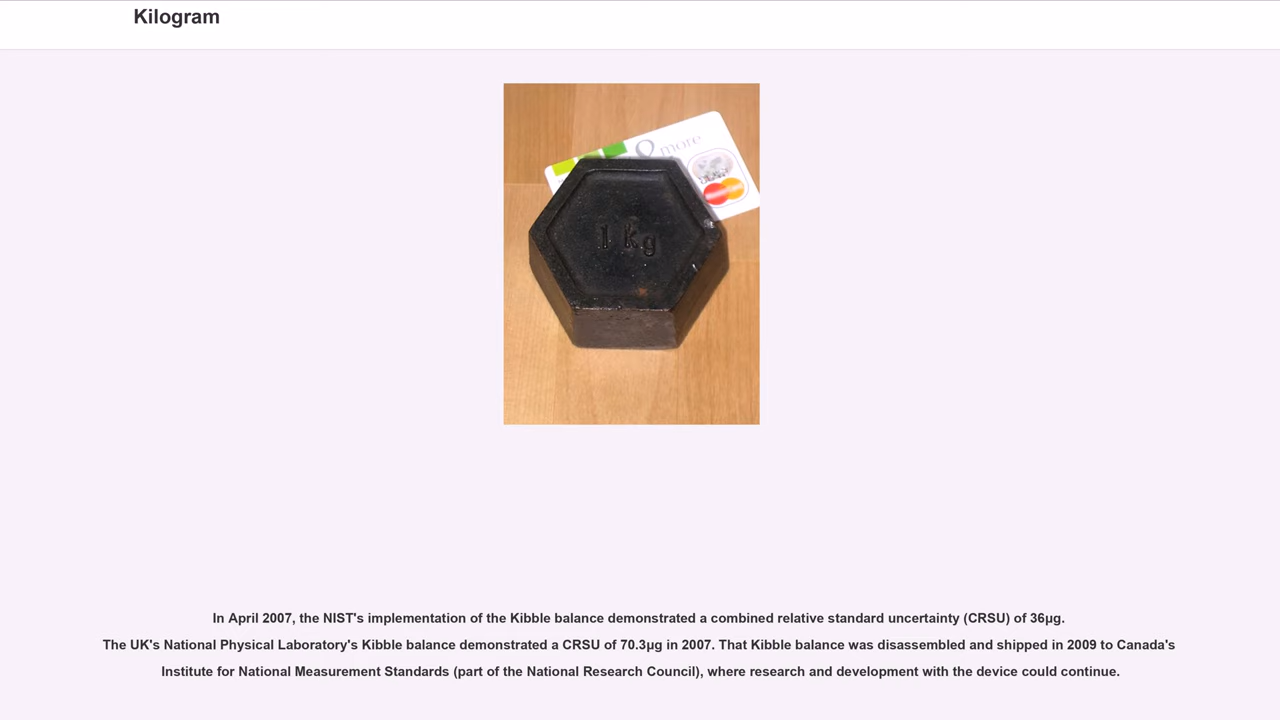 Kilogram
& more
1 kg
In April 2007, the NIST's implementation of the Kibble balance demonstrated a combined relative standard uncertainty (CRSU) of 36μg.
The UK's National Physical Laboratory's Kibble balance demonstrated a CRSU of 70.3μg in 2007. That Kibble balance was disassembled and shipped in 2009 to Canada's
Institute for National Measurement Standards (part of the National Research Council), where research and development with the device could continue.